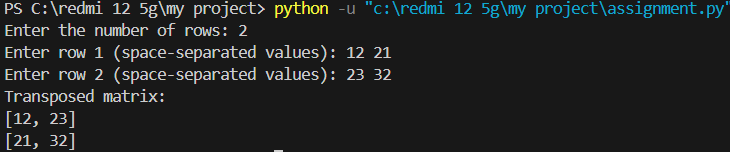 PS C:\redmi 12 5g\my project> python -u "c:\redmi 12 5g\my project\assignment.py"
Enter the number of rows: 2
Enter row 1 (space-separated values): 12 21
Enter row 2 (space-separated values): 23 32
Transposed matrix:
[12, 23]
[21, 32]